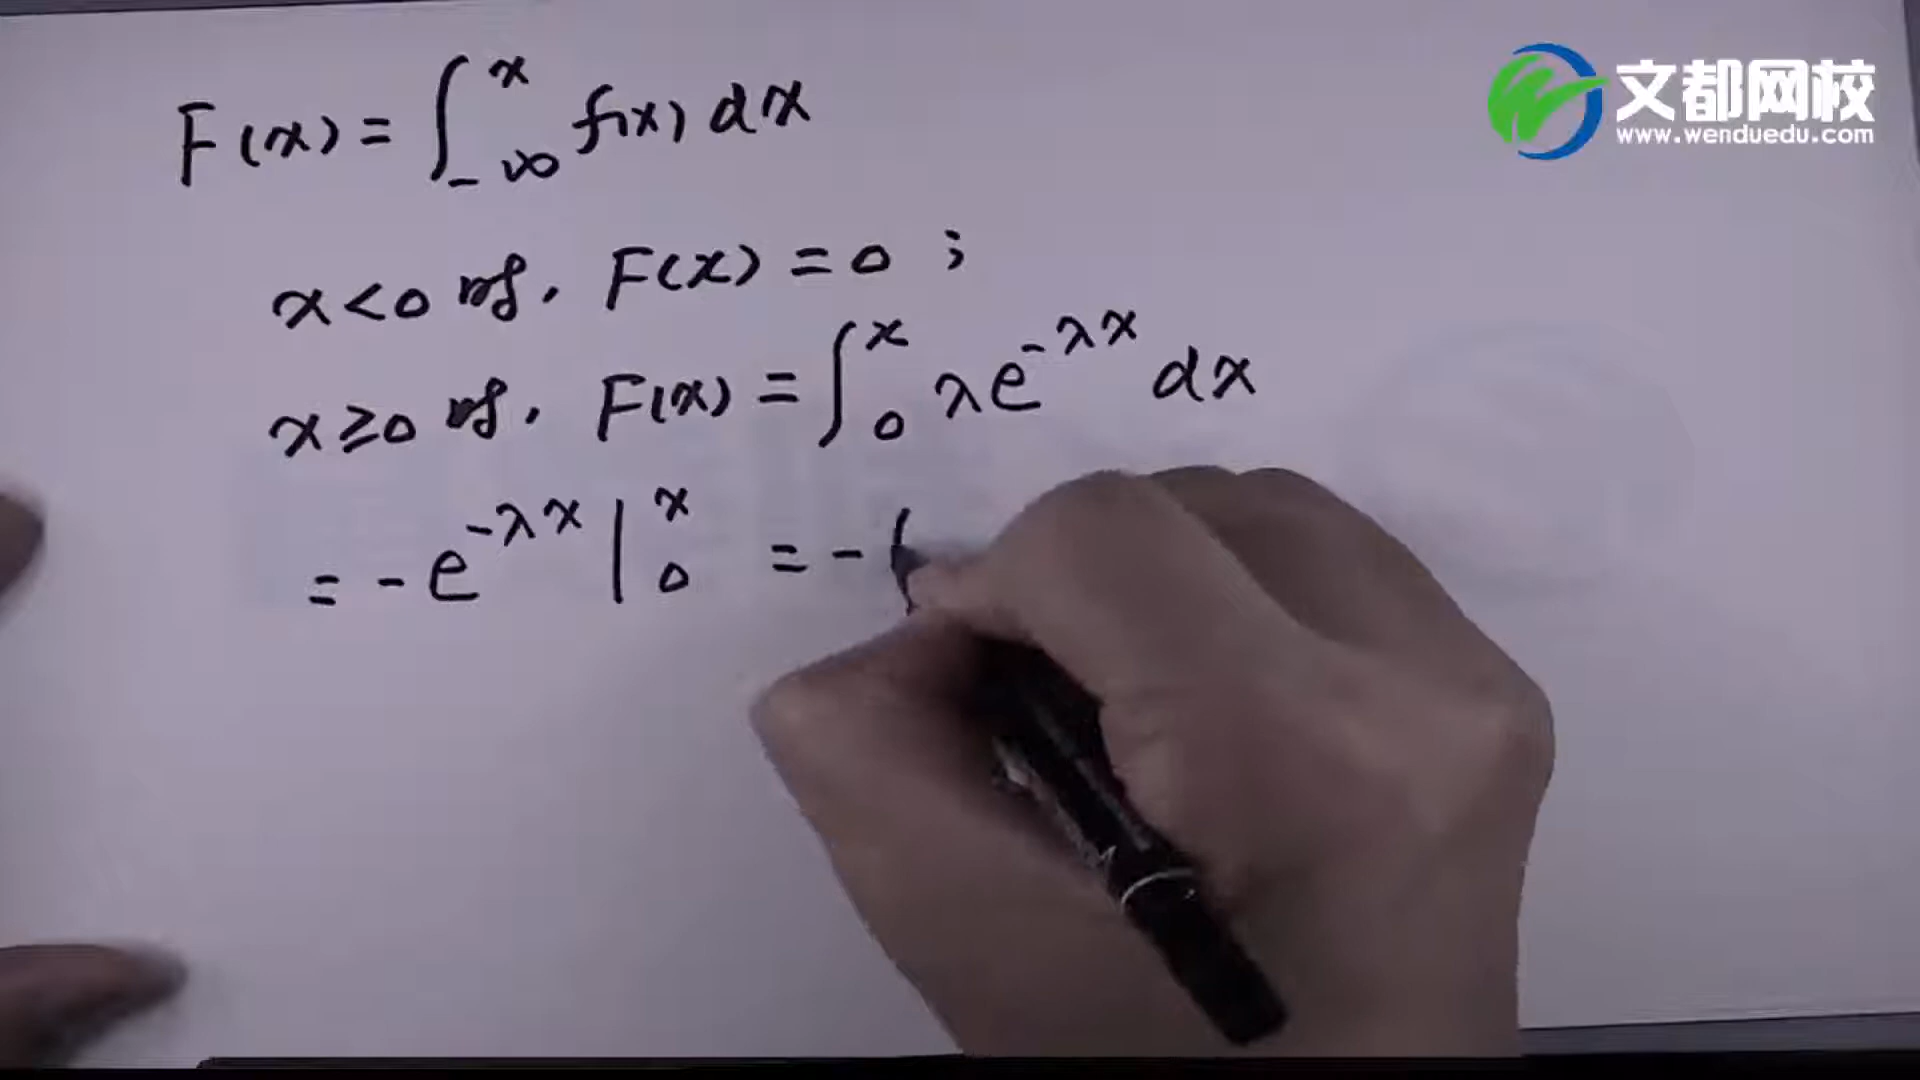 文都网校
www.wenduedu.com
F(x) = ∫_{-∞}^{x} f(x) dx
x<0 时, F(x) = 0 ;
x≥0 时, F(x) = ∫_{0}^{x} λe^{-λx} dx
= -e^{-λx} |_{0}^{x} = -(